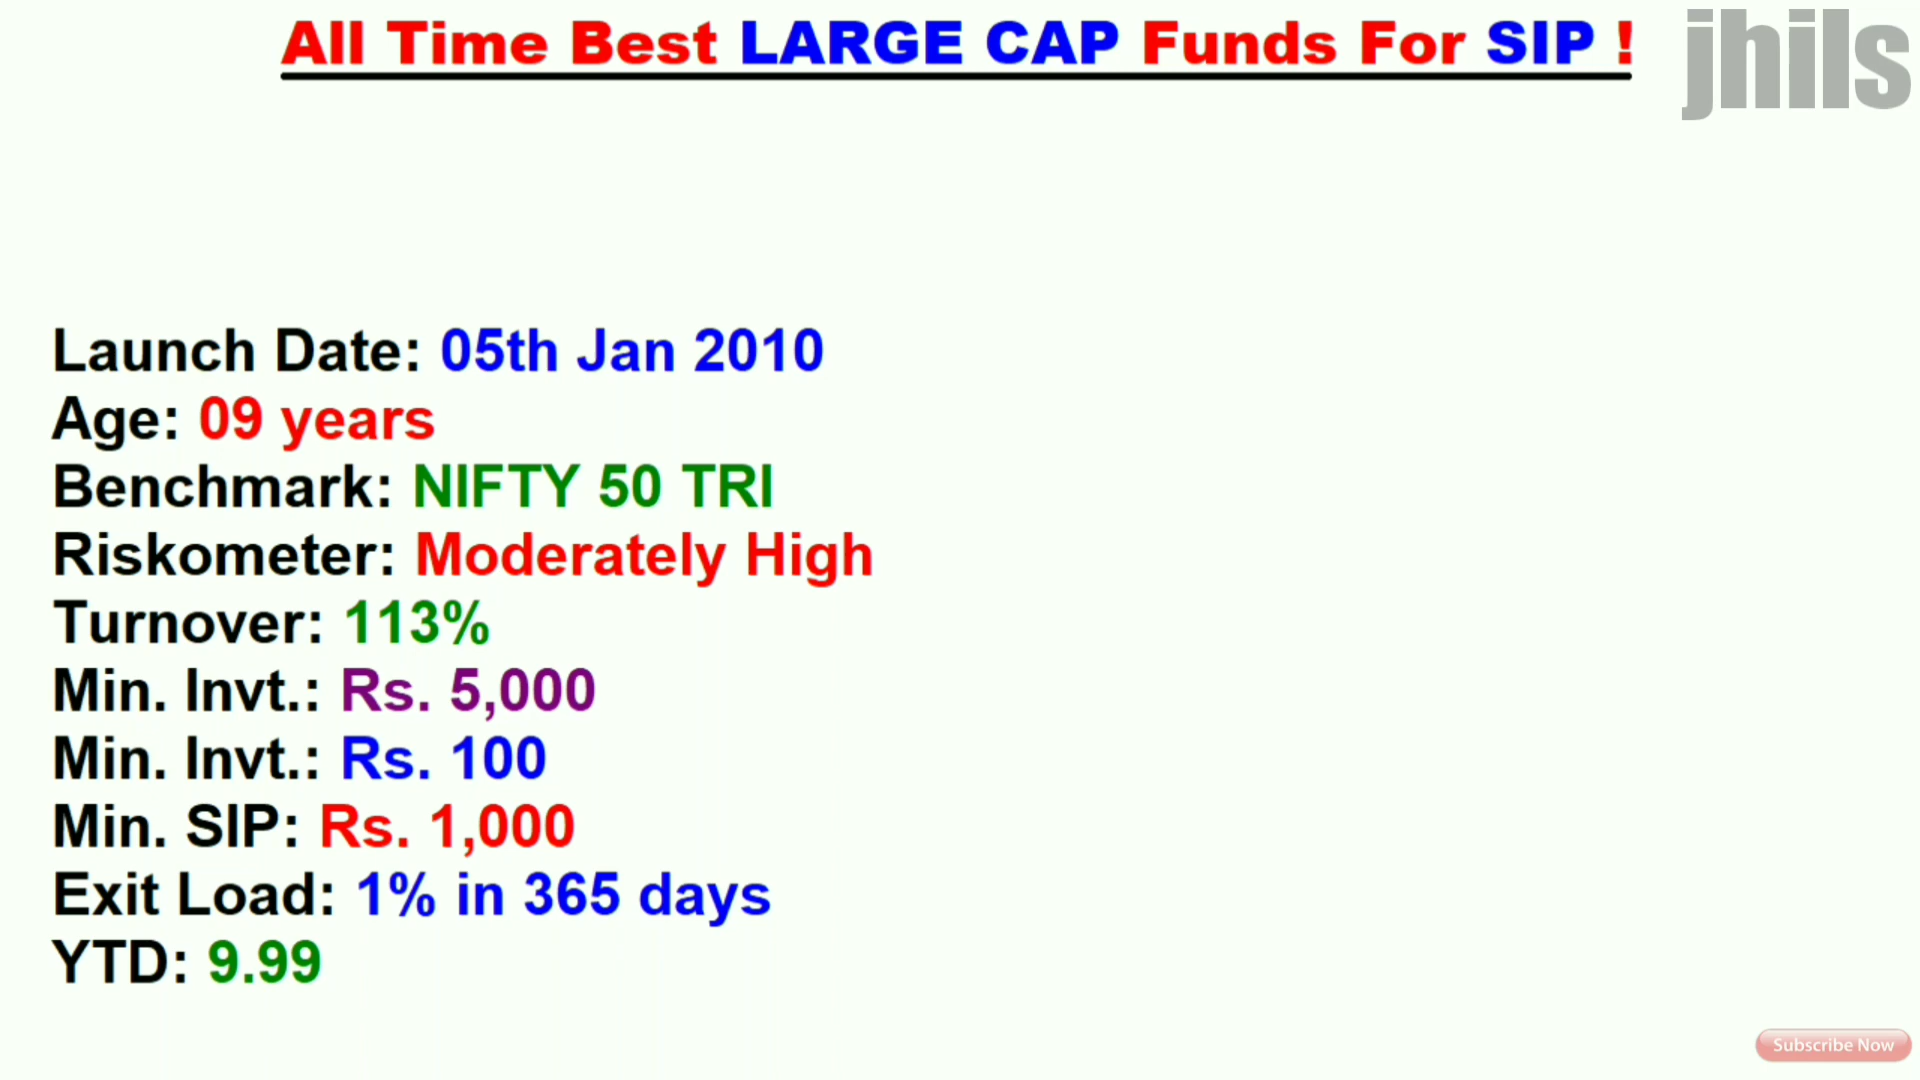 All Time Best LARGE CAP Funds For SIP !
jhils
Launch Date: 05th Jan 2010
Age: 09 years
Benchmark: NIFTY 50 TRI
Riskometer: Moderately High
Turnover: 113%
Min. Invt.: Rs. 5,000
Min. Invt.: Rs. 100
Min. SIP: Rs. 1,000
Exit Load: 1% in 365 days
YTD: 9.99
Subscribe Now